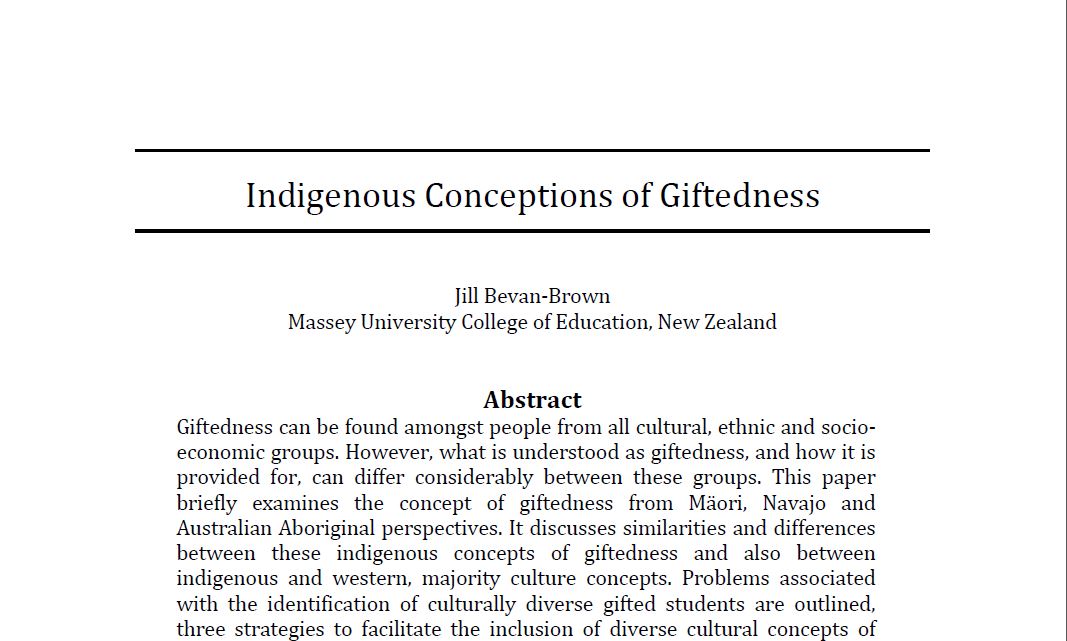 Indigenous Conceptions of Giftedness
Jill Bevan-Brown
Massey University College of Education, New Zealand
Abstract
Giftedness can be found amongst people from all cultural, ethnic and socio-
economic groups. However, what is understood as giftedness, and how it is
provided for, can differ considerably between these groups. This paper
briefly examines the concept of giftedness from Mäori, Navajo and
Australian Aboriginal perspectives. It discusses similarities and differences
between these indigenous concepts of giftedness and also between
indigenous and western, majority culture concepts. Problems associated
with the identification of culturally diverse gifted students are outlined,
three strategies to facilitate the inclusion of diverse cultural concepts of